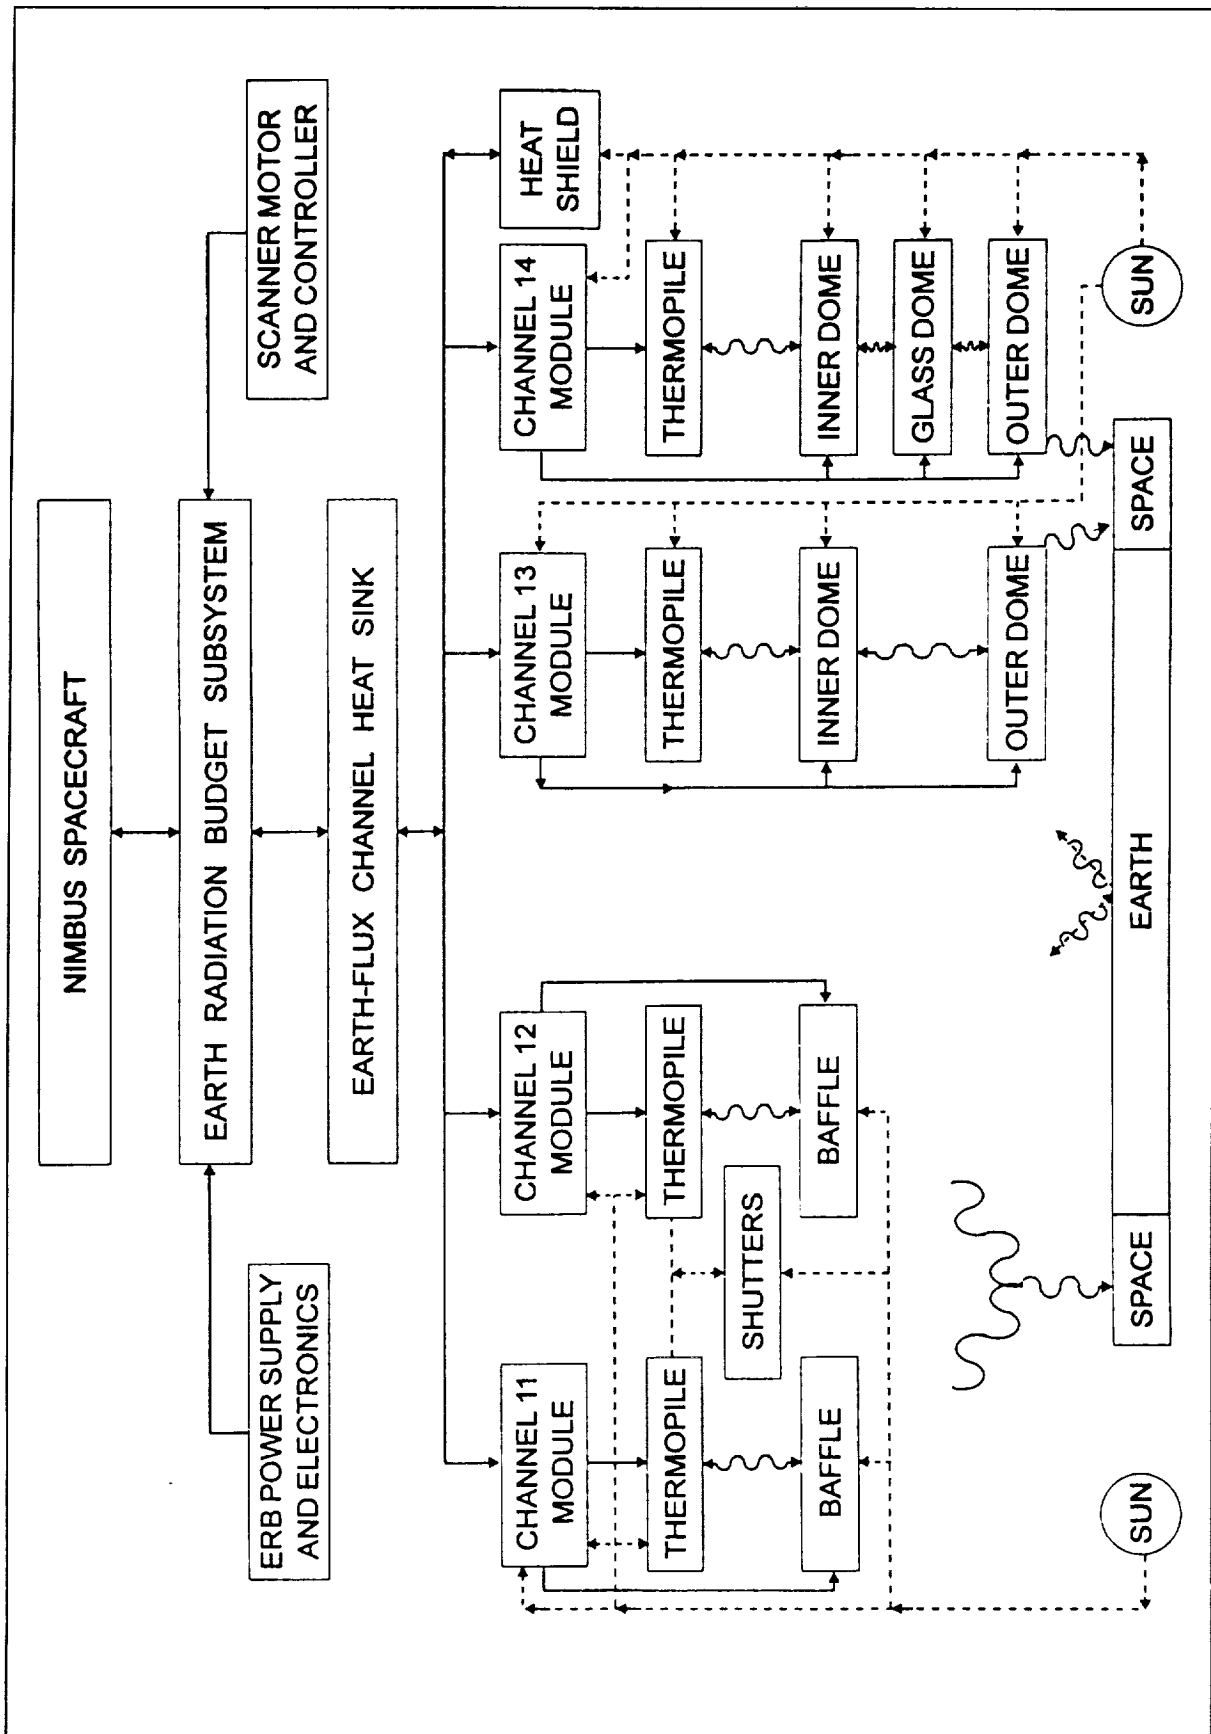 NIMBUS SPACECRAFT
ERB POWER SUPPLY
AND ELECTRONICS
EARTH RADIATION BUDGET SUBSYSTEM
SCANNER MOTOR
AND CONTROLLER
EARTH-FLUX CHANNEL HEAT SINK
CHANNEL 11
MODULE
CHANNEL 12
MODULE
CHANNEL 13
MODULE
CHANNEL 14
MODULE
HEAT
SHIELD
THERMOPILE
THERMOPILE
THERMOPILE
THERMOPILE
SHUTTERS
BAFFLE
BAFFLE
INNER DOME
INNER DOME
GLASS DOME
OUTER DOME
OUTER DOME
SUN
SPACE
EARTH
SPACE
SUN